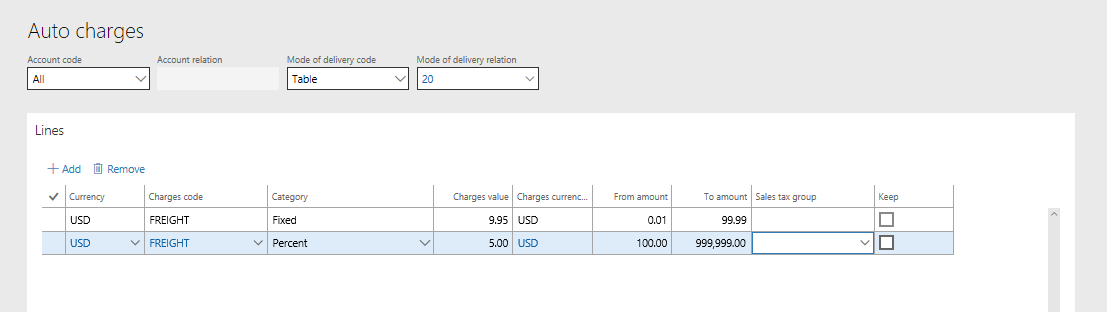 Auto charges
Account code Account relation Mode of delivery code Mode of delivery relation
All Table 20
Lines
Add Remove
Currency Charges code Category Charges value Charges currenc... From amount To amount Sales tax group Keep
USD FREIGHT Fixed 9.95 USD 0.01 99.99
USD FREIGHT Percent 5.00 USD 100.00 999,999.00